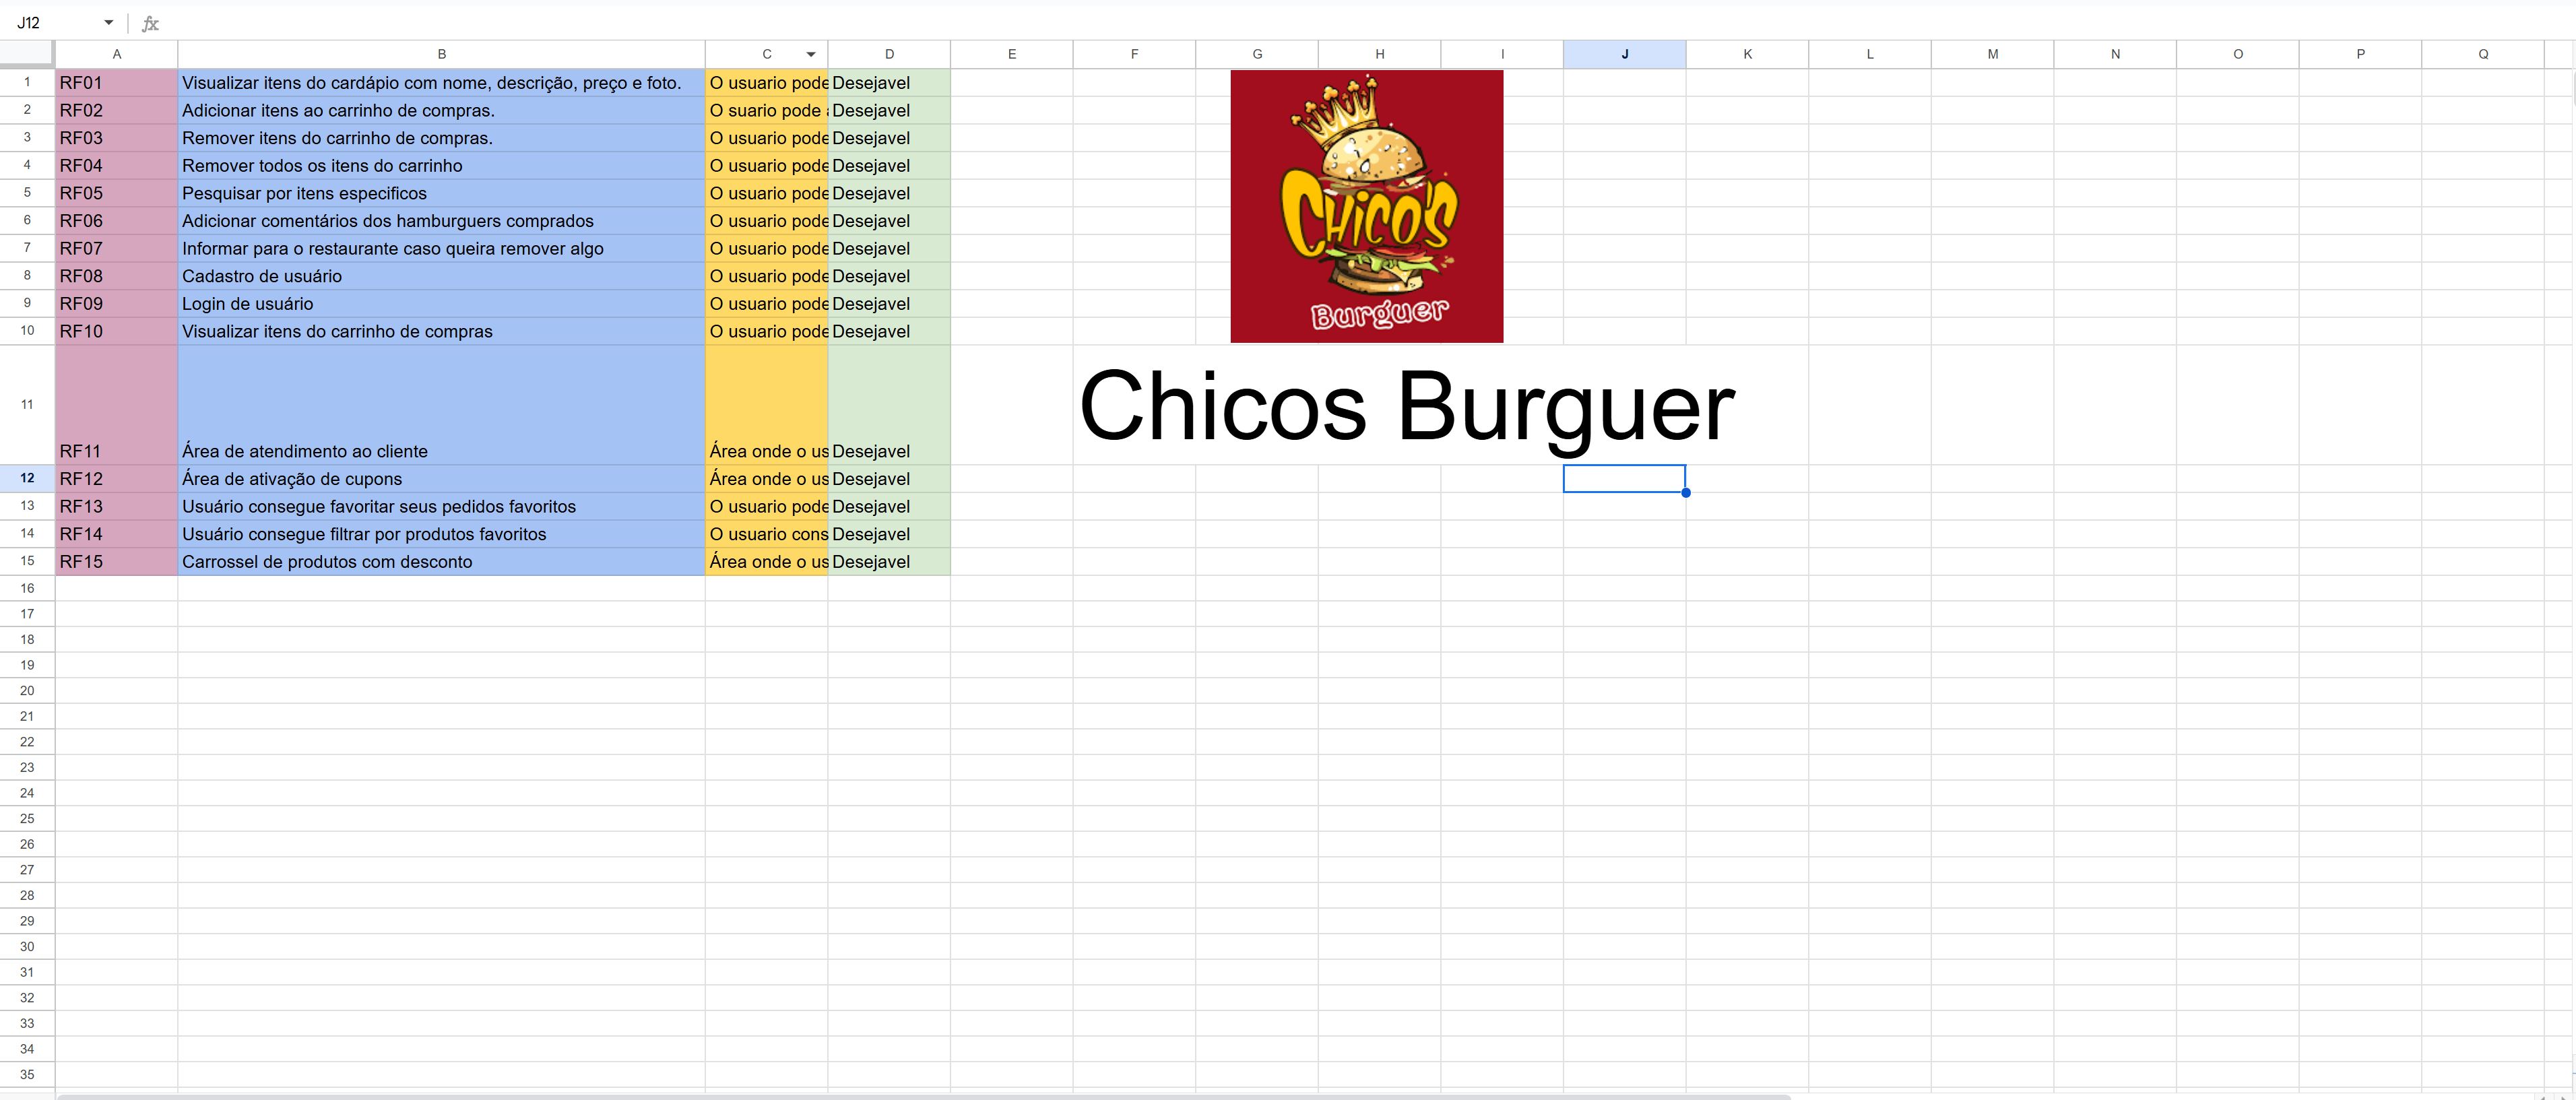 J12 fx
A B C D E F G H I J K L M N O P Q
1 RF01 Visualizar itens do cardápio com nome, descrição, preço e foto. O usuario pode Desejavel
2 RF02 Adicionar itens ao carrinho de compras. O suario pode Desejavel
3 RF03 Remover itens do carrinho de compras. O usuario pode Desejavel
4 RF04 Remover todos os itens do carrinho O usuario pode Desejavel
5 RF05 Pesquisar por itens especificos O usuario pode Desejavel
6 RF06 Adicionar comentários dos hamburguers comprados O usuario pode Desejavel
7 RF07 Informar para o restaurante caso queira remover algo O usuario pode Desejavel
8 RF08 Cadastro de usuário O usuario pode Desejavel
9 RF09 Login de usuário O usuario pode Desejavel
10 RF10 Visualizar itens do carrinho de compras O usuario pode Desejavel
CHiCO'S
Burguer
Chicos Burguer
11 RF11 Área de atendimento ao cliente Área onde o us Desejavel
12 RF12 Área de ativação de cupons Área onde o us Desejavel
13 RF13 Usuário consegue favoritar seus pedidos favoritos O usuario pode Desejavel
14 RF14 Usuário consegue filtrar por produtos favoritos O usuario cons Desejavel
15 RF15 Carrossel de produtos com desconto Área onde o us Desejavel
16
17
18
19
20
21
22
23
24
25
26
27
28
29
30
31
32
33
34
35